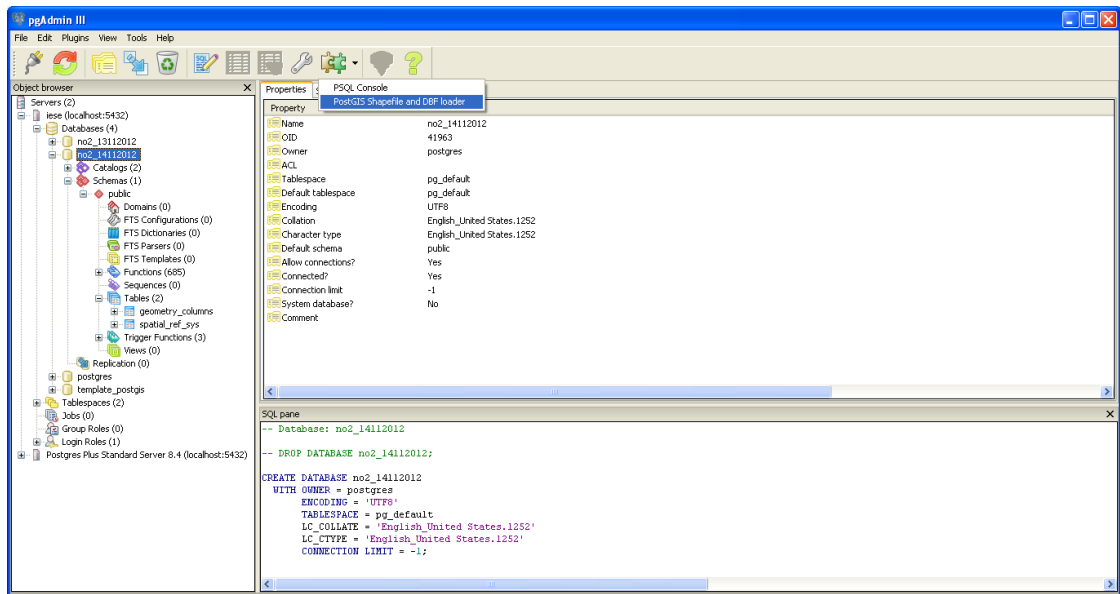 pgAdmin III
File Edit Plugins View Tools Help
SQL
Object browser
Servers (2)
iese (localhost:5432)
Databases (4)
no2_13112012
no2_14112012
Catalogs (2)
Schemas (1)
public
Domains (0)
FTS Configurations (0)
FTS Dictionaries (0)
FTS Parsers (0)
FTS Templates (0)
Functions (685)
Sequences (0)
Tables (2)
geometry_columns
spatial_ref_sys
Trigger Functions (3)
Views (0)
Replication (0)
postgres
template_postgis
Tablespaces (2)
Jobs (0)
Group Roles (0)
Login Roles (1)
Postgres Plus Standard Server 8.4 (localhost:5432)
PSQL Console
PostGIS Shapefile and DBF loader
Properties
Property
Name no2_14112012
OID 41963
Owner postgres
ACL
Tablespace pg_default
Default tablespace pg_default
Encoding UTF8
Collation English_United States.1252
Character type English_United States.1252
Default schema public
Allow connections? Yes
Connected? Yes
Connection limit -1
System database? No
Comment
SQL pane
-- Database: no2_14112012
-- DROP DATABASE no2_14112012;
CREATE DATABASE no2_14112012
WITH OWNER = postgres
ENCODING = 'UTF8'
TABLESPACE = pg_default
LC_COLLATE = 'English_United States.1252'
LC_CTYPE = 'English_United States.1252'
CONNECTION LIMIT = -1;